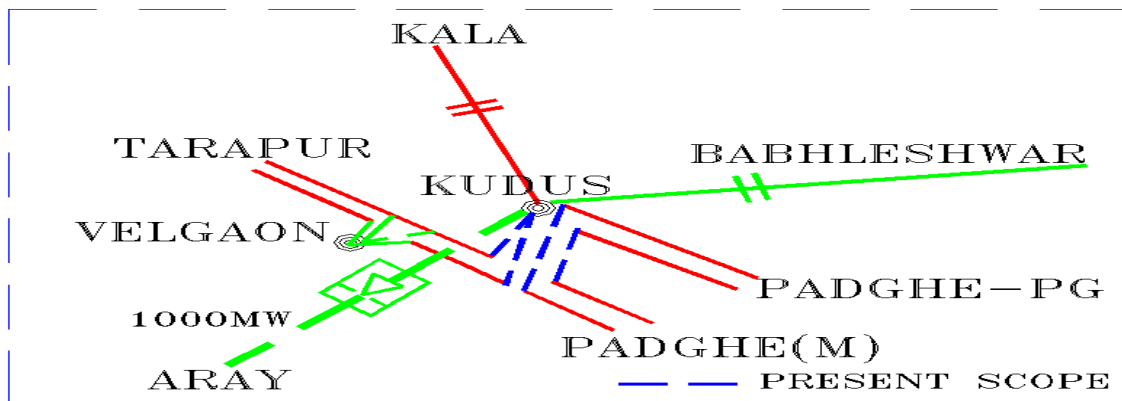 KALA
TARAPUR
BABHLESHWAR
KUDUS
VELGAON
PADGHE-PG
1000MW
PADGHE(M)
ARAY
PRESENT SCOPE